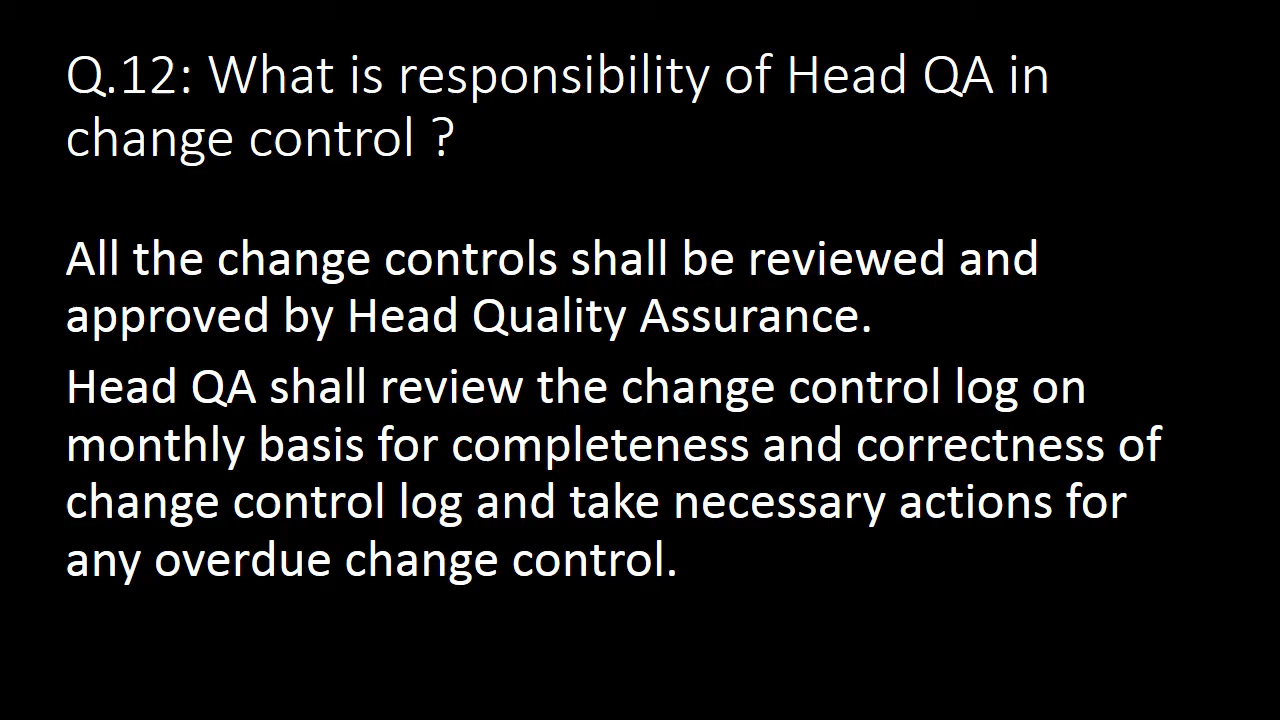 Q.12: What is responsibility of Head QA in
change control ?
All the change controls shall be reviewed and
approved by Head Quality Assurance.
Head QA shall review the change control log on
monthly basis for completeness and correctness of
change control log and take necessary actions for
any overdue change control.